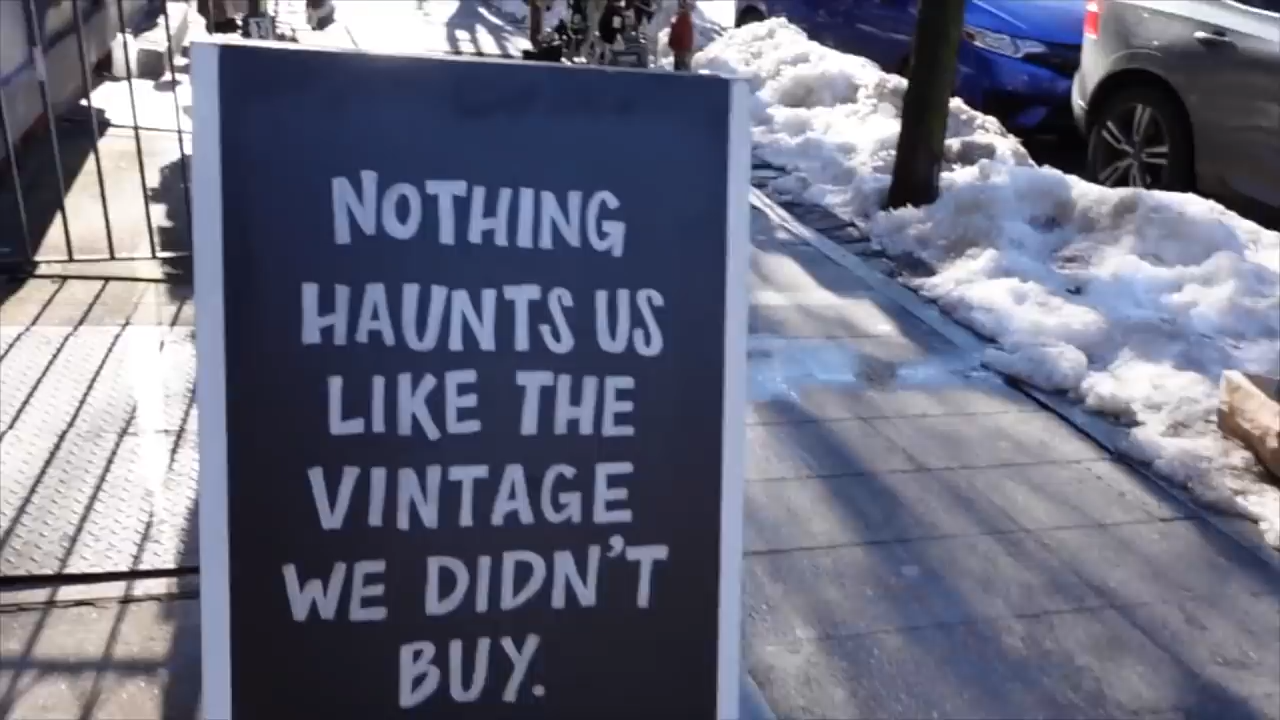 NOTHING
HAUNTS US
LIKE THE
VINTAGE
WE DIDN'T
BUY.